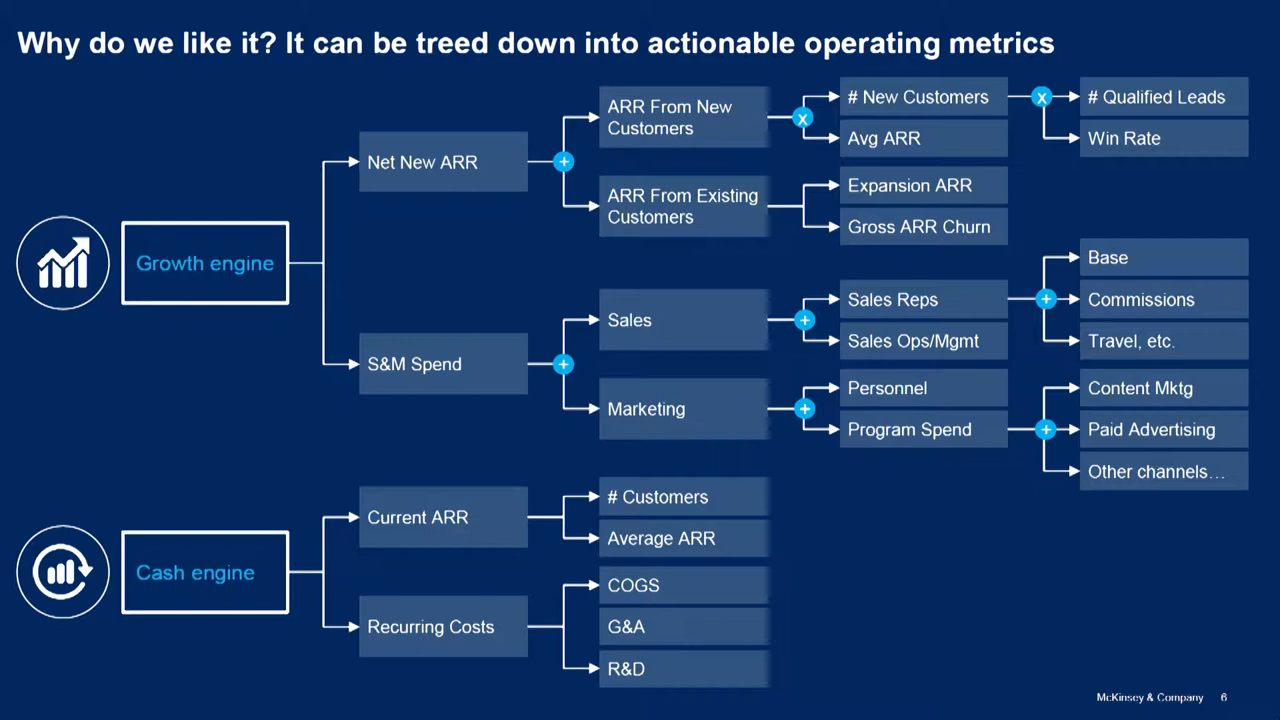 Why do we like it? It can be treed down into actionable operating metrics
Growth engine
Net New ARR
+
ARR From New
Customers
x
# New Customers
x
# Qualified Leads
Win Rate
Avg ARR
ARR From Existing
Customers
Expansion ARR
Gross ARR Churn
S&M Spend
+
Sales
+
Sales Reps
+
Base
Commissions
Travel, etc.
Sales Ops/Mgmt
Marketing
+
Personnel
Program Spend
+
Content Mktg
Paid Advertising
Other channels...
Cash engine
Current ARR
# Customers
Average ARR
Recurring Costs
COGS
G&A
R&D
McKinsey & Company 6